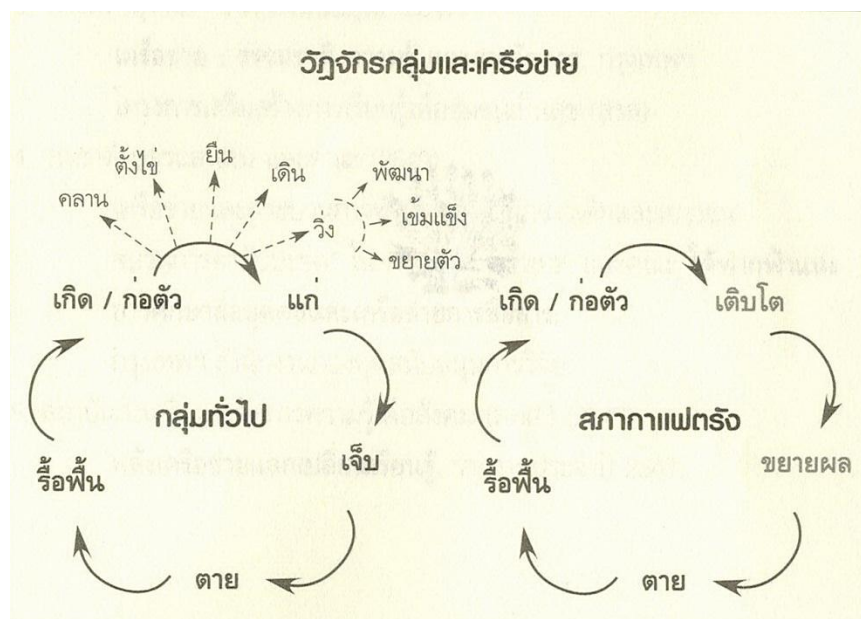 วัฏจักรกลุ่มและเครือข่าย
คลาน
ตั้งไข่
ยืน
เดิน
วิ่ง
พัฒนา
เข้มแข็ง
ขยายตัว
เกิด / ก่อตัว
แก่
เจ็บ
ตาย
รื้อฟื้น
กลุ่มทั่วไป
เกิด / ก่อตัว
เติบโต
ขยายผล
ตาย
รื้อฟื้น
สภากาแฟตรัง